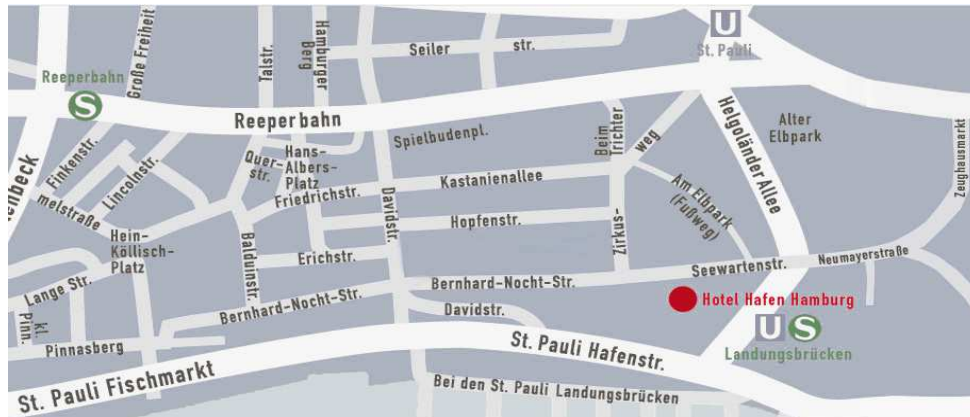 U
St. Pauli
Große Freiheit
Talstr.
Hamburger
Berg
Seiler
str.
Reeperbahn
S
Reeperbahn
Spielbudenpl.
Beim
Trichter
weg
Helgoländer Allee
Alter
Elbpark
Zeughausmarkt
Finkenstr.
Lincolnstr.
melstraße
Quer-
str.
Hans-
Albers-
Platz
Friedrichstr.
Davidstr.
Kastanienallee
Am Elbpark
(Fußweg)
Hopfenstr.
Zirkus-
Hein-
Köllisch-
Platz
Balduinstr.
Erichstr.
Seewartenstr.
Neumayerstraße
Lange Str.
Bernhard-Nocht-Str.
Bernhard-Nocht-Str.
Hotel Hafen Hamburg
kl.
Pinn.
Davidstr.
U S
Landungsbrücken
Pinnasberg
St. Pauli Hafenstr.
St. Pauli Fischmarkt
Bei den St. Pauli Landungsbrücken